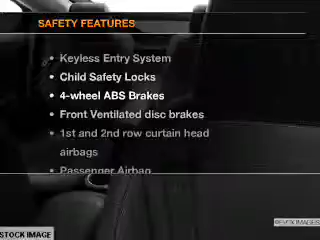 SAFETY FEATURES
• Keyless Entry System
• Child Safety Locks
• 4-wheel ABS Brakes
• Front Ventilated disc brakes
• 1st and 2nd row curtain head
airbags
• Passenger Airbag
STOCK IMAGE